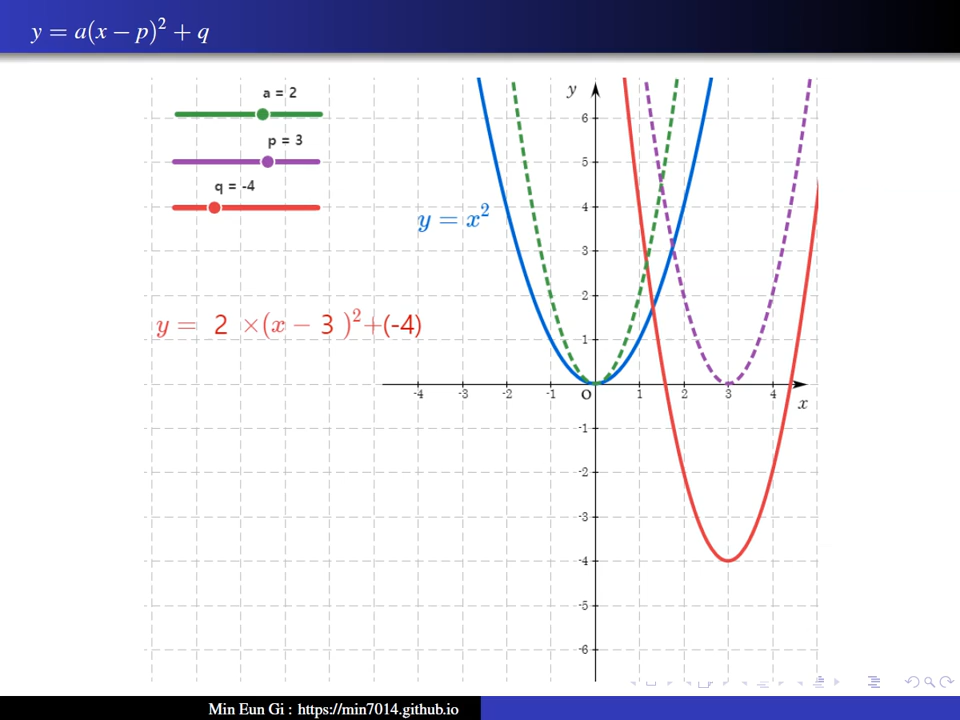 y = a(x − p)² + q
a = 2
p = 3
q = -4
y = x²
y = 2 ×(x − 3 )²+(-4)
y
6
5
4
3
2
1
-4 -3 -2 -1 O 1 2 3 4 x
-1
-2
-3
-4
-5
-6
Min Eun Gi : https://min7014.github.io